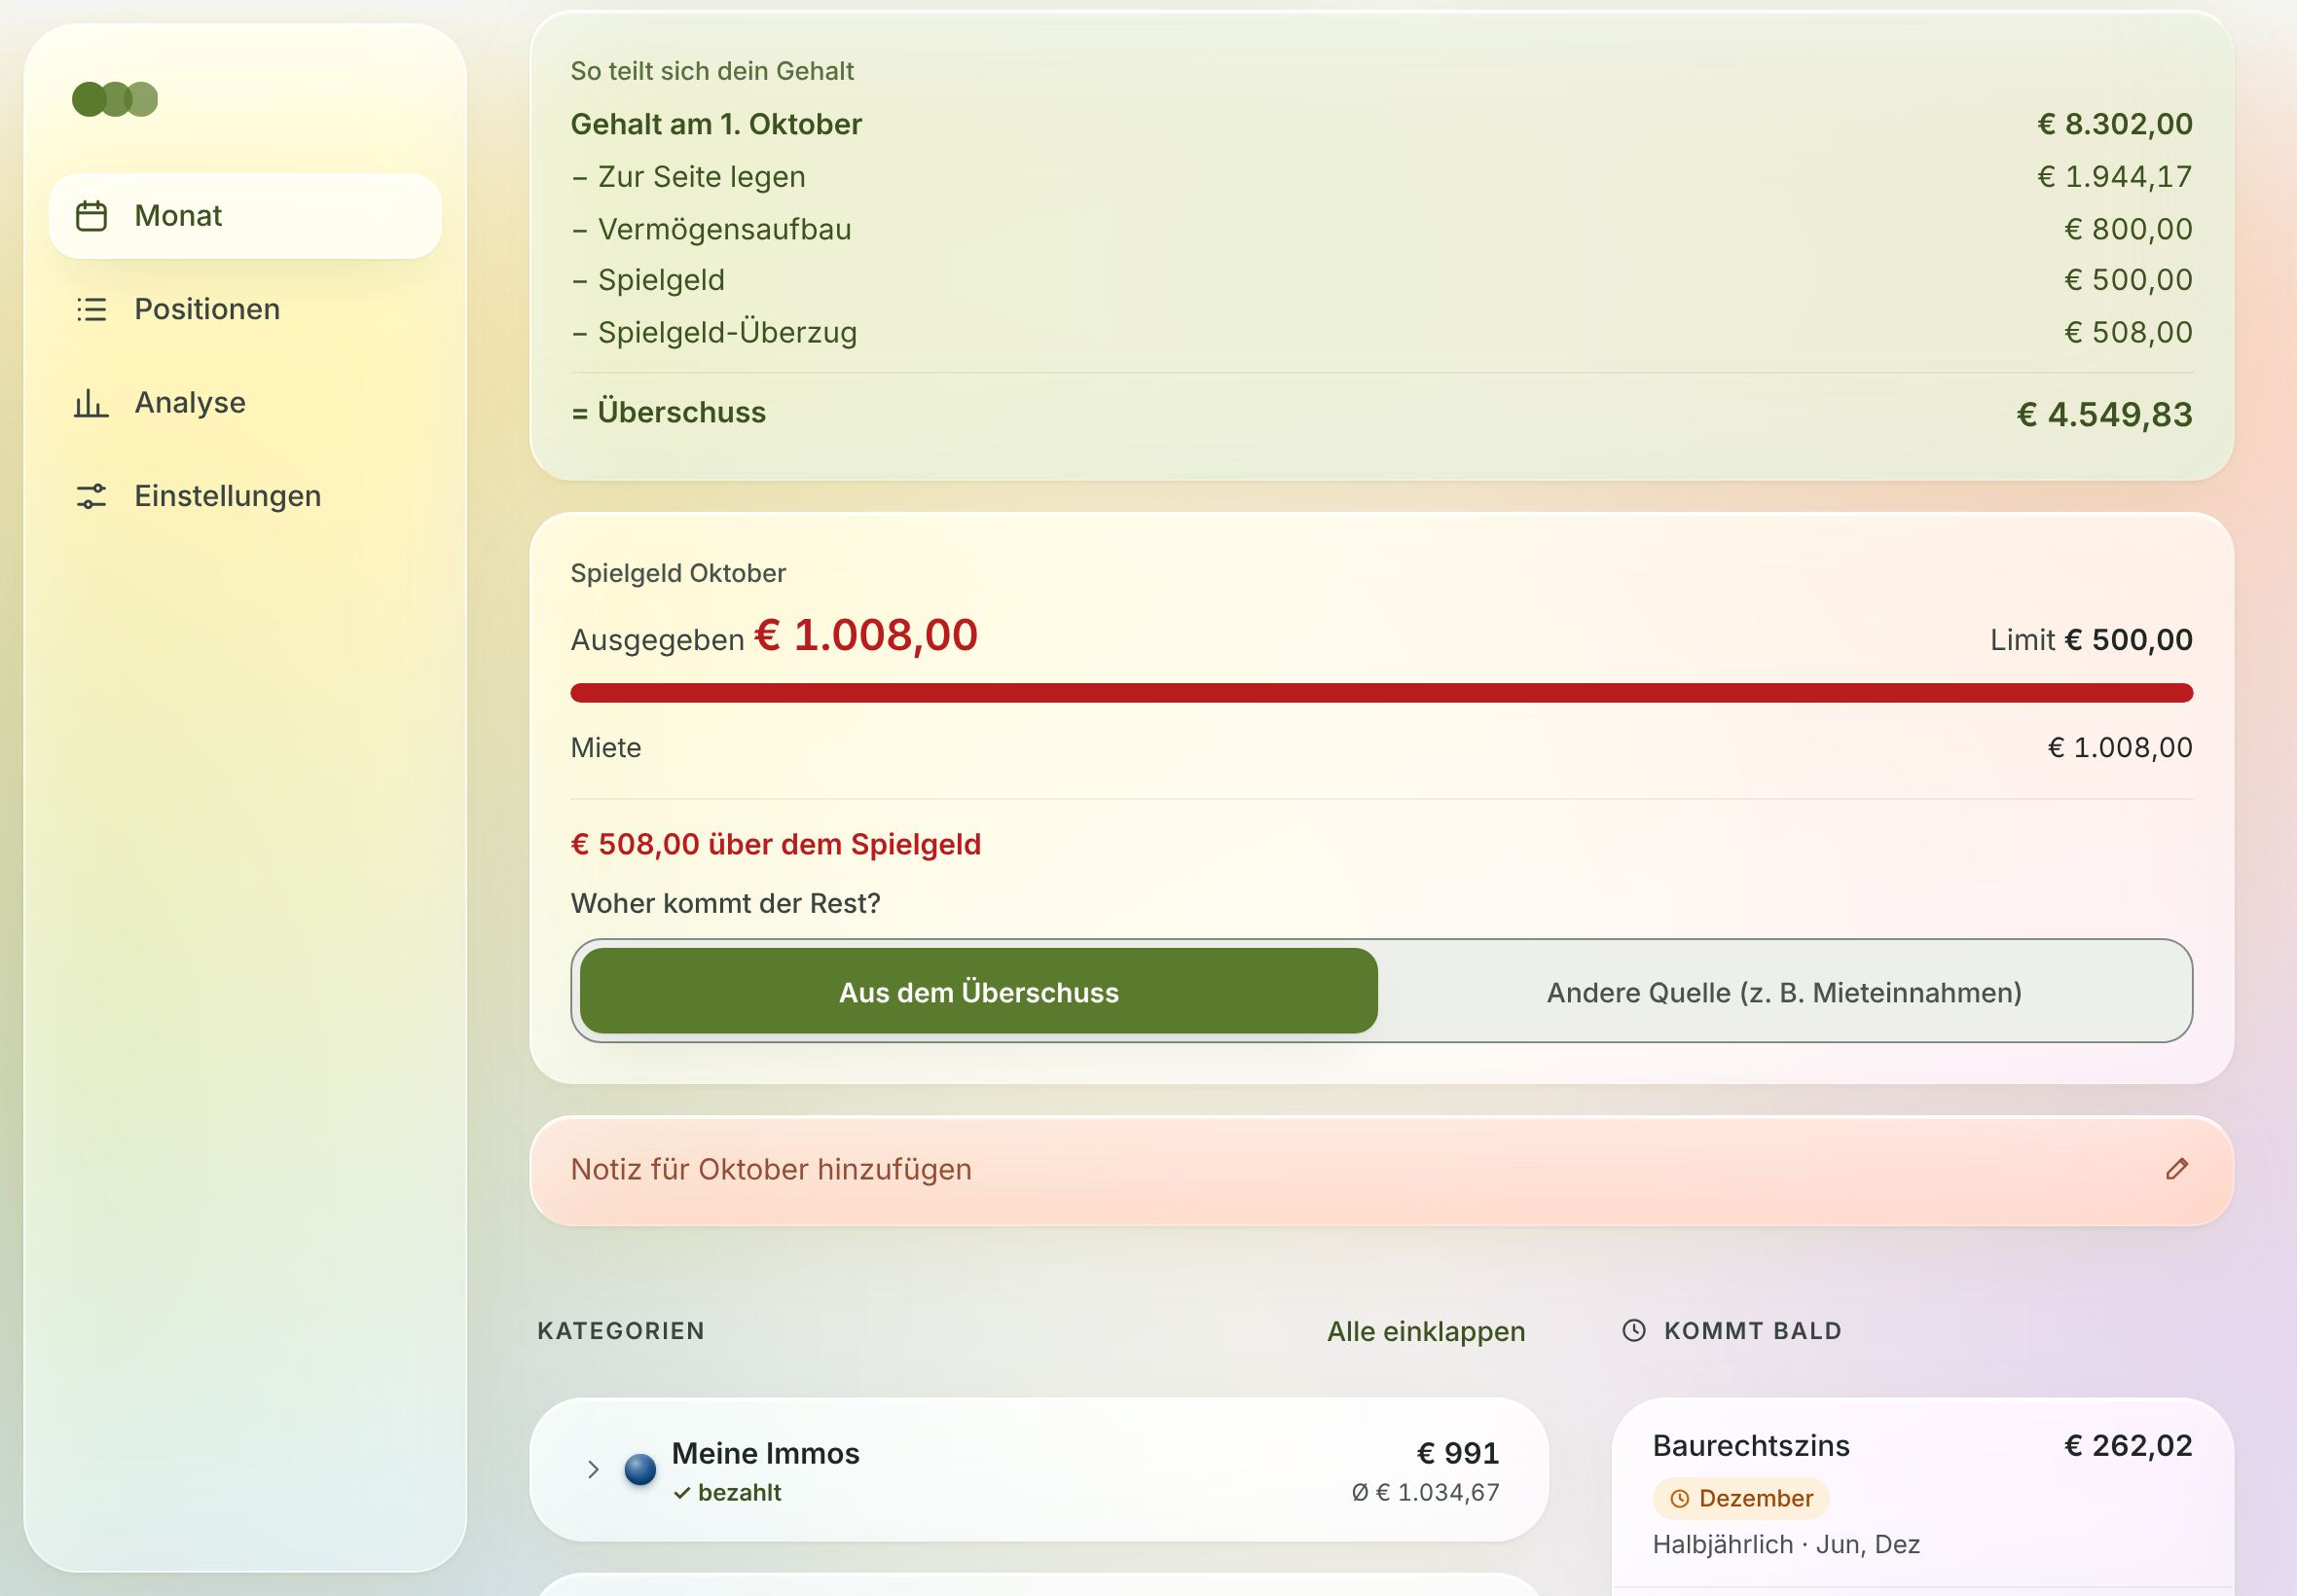 Monat
Positionen
Analyse
Einstellungen
So teilt sich dein Gehalt
Gehalt am 1. Oktober € 8.302,00
− Zur Seite legen € 1.944,17
− Vermögensaufbau € 800,00
− Spielgeld € 500,00
− Spielgeld-Überzug € 508,00
= Überschuss € 4.549,83
Spielgeld Oktober
Ausgegeben € 1.008,00 Limit € 500,00
Miete € 1.008,00
€ 508,00 über dem Spielgeld
Woher kommt der Rest?
Aus dem Überschuss Andere Quelle (z. B. Mieteinnahmen)
Notiz für Oktober hinzufügen
KATEGORIEN Alle einklappen
Meine Immos € 991
✓ bezahlt Ø € 1.034,67
KOMMT BALD
Baurechtszins € 262,02
Dezember
Halbjährlich · Jun, Dez